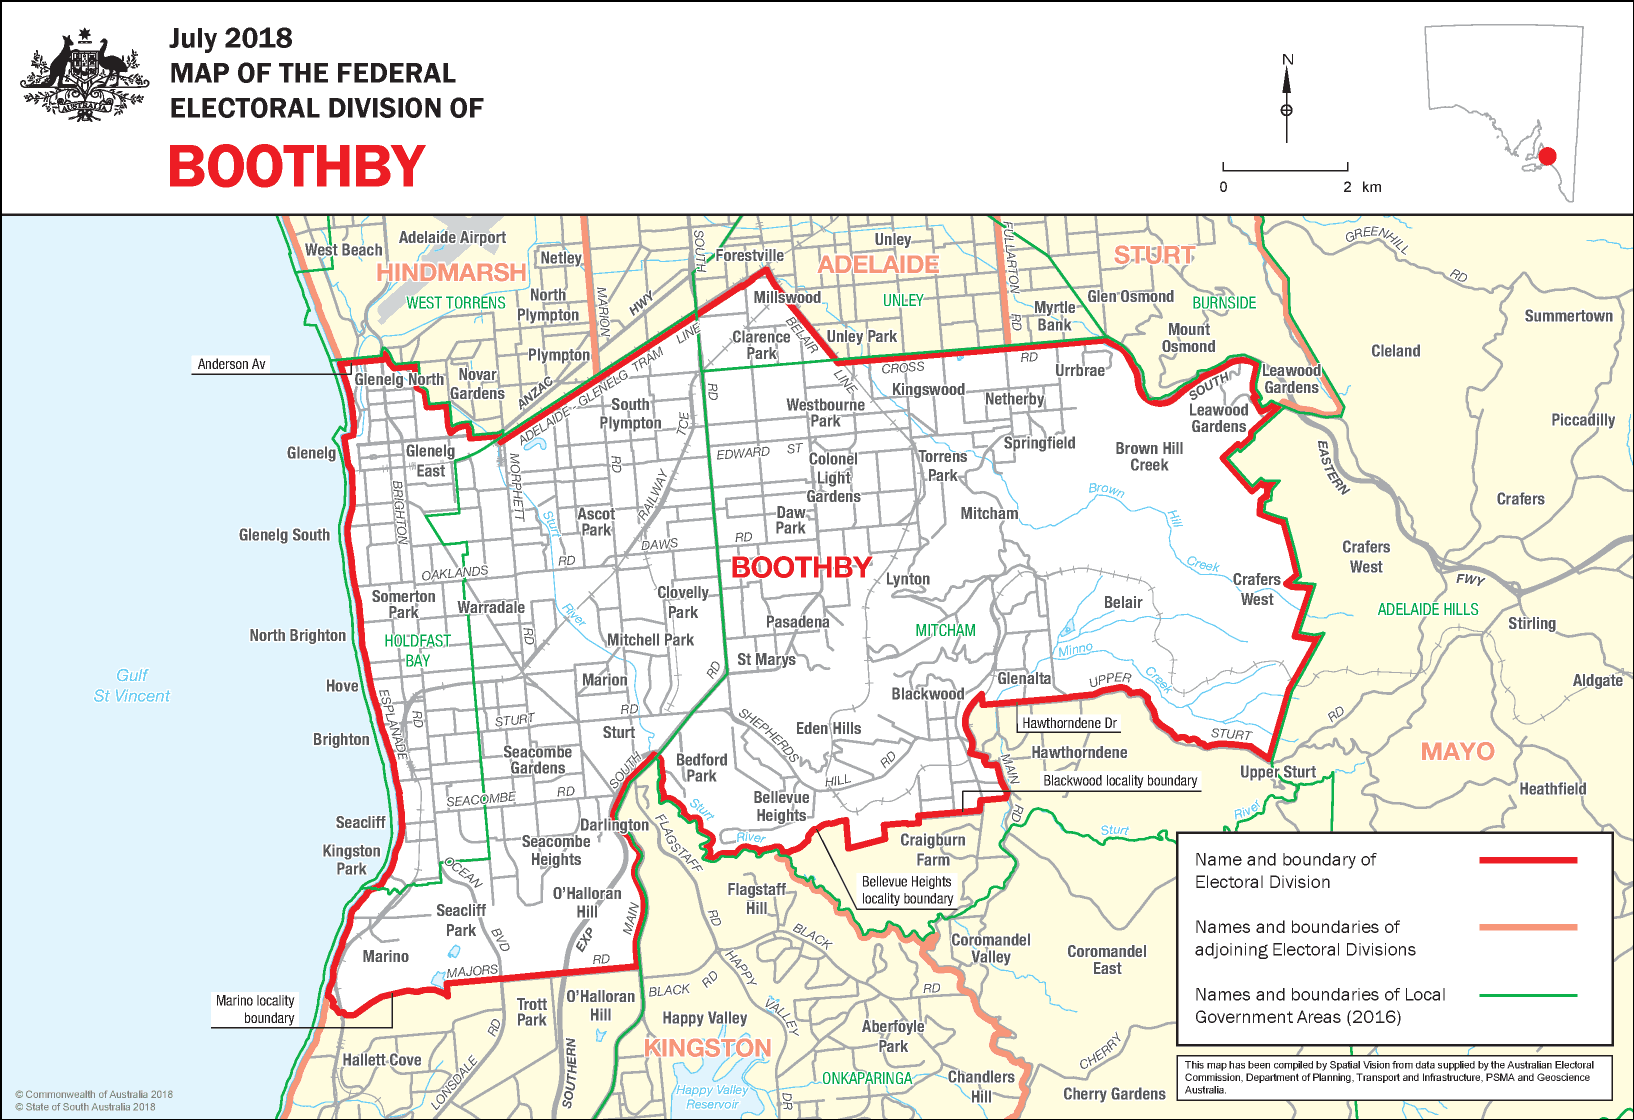 July 2018
MAP OF THE FEDERAL
ELECTORAL DIVISION OF
BOOTHBY
AUSTRALIA
N
0 2 km
West Beach
Adelaide Airport
HINDMARSH
WEST TORRENS
Netley
North
Plympton
MARION
RD
HWY
SOUTH
Forestville
Unley
ADELAIDE
UNLEY
FULLARTON
RD
STURT
Glen Osmond
BURNSIDE
Myrtle
Bank
Mount
Osmond
GREENHILL
RD
Summertown
Cleland
Millswood
BELAIR
LINE
Clarence
Park
Unley Park
Plympton
Anderson Av
Glenelg North
Novar
Gardens
ANZAC
ADELAIDE - GLENELG TRAM LINE
CROSS
RD
Urrbrae
SOUTH
Leawood
Gardens
Leawood
Gardens
South
Plympton
TCE
RD
Westbourne
Park
Kingswood
Netherby
Piccadilly
Glenelg
Glenelg
East
EDWARD ST
Colonel
Light
Gardens
Torrens
Park
Springfield
Brown Hill
Creek
EASTERN
Crafers
BRIGHTON
MORPHETT
RD
RAILWAY
Glenelg South
Sturt
Ascot
Park
Daw
Park
Mitcham
Brown
Hill
Creek
DAWS
RD
BOOTHBY
Crafers
West
FWY
OAKLANDS
RD
Somerton
Park
Warradale
River
Clovelly
Park
Lynton
Crafers
West
Belair
ADELAIDE HILLS
Stirling
North Brighton
HOLDFAST
BAY
RD
Mitchell Park
Pasadena
MITCHAM
Minno
Creek
Gulf
St Vincent
Hove
ESPLANADE
RD
Marion
RD
St Marys
Glenalta
UPPER
Blackwood
Aldgate
Brighton
STURT
RD
Sturt
SHEPHERDS
HILL
RD
Eden Hills
Hawthorndene Dr
Hawthorndene
STURT
RD
MAYO
Seacombe
Gardens
SOUTH
Bedford
Park
MAIN
RD
Blackwood locality boundary
Upper Sturt
Heathfield
SEACOMBE
RD
Sturt
River
Bellevue
Heights
Sturt
River
Seacliff
Darlington
FLAGSTAFF
RD
Kingston
Park
Seacombe
Heights
Craigburn
Farm
OCEAN
BVD
O'Halloran
Hill
EXP
MAIN
RD
Flagstaff
Hill
Bellevue Heights
locality boundary
Seacliff
Park
BLACK
RD
Coromandel
Valley
Coromandel
East
Marino
MAJORS
RD
Marino locality
boundary
Trott
Park
O'Halloran
Hill
BLACK
RD
HAPPY
VALLEY
DR
Happy Valley
Aberfoyle
Park
Hallett Cove
LONSDALE
RD
SOUTHERN
KINGSTON
Happy Valley
Reservoir
ONKAPARINGA
Chandlers
Hill
CHERRY
Cherry Gardens
Name and boundary of
Electoral Division
Names and boundaries of
adjoining Electoral Divisions
Names and boundaries of Local
Government Areas (2016)
This map has been compiled by Spatial Vision from data supplied by the Australian Electoral
Commission, Department of Planning, Transport and Infrastructure, PSMA and Geoscience
Australia.
© Commonwealth of Australia 2018
© State of South Australia 2018